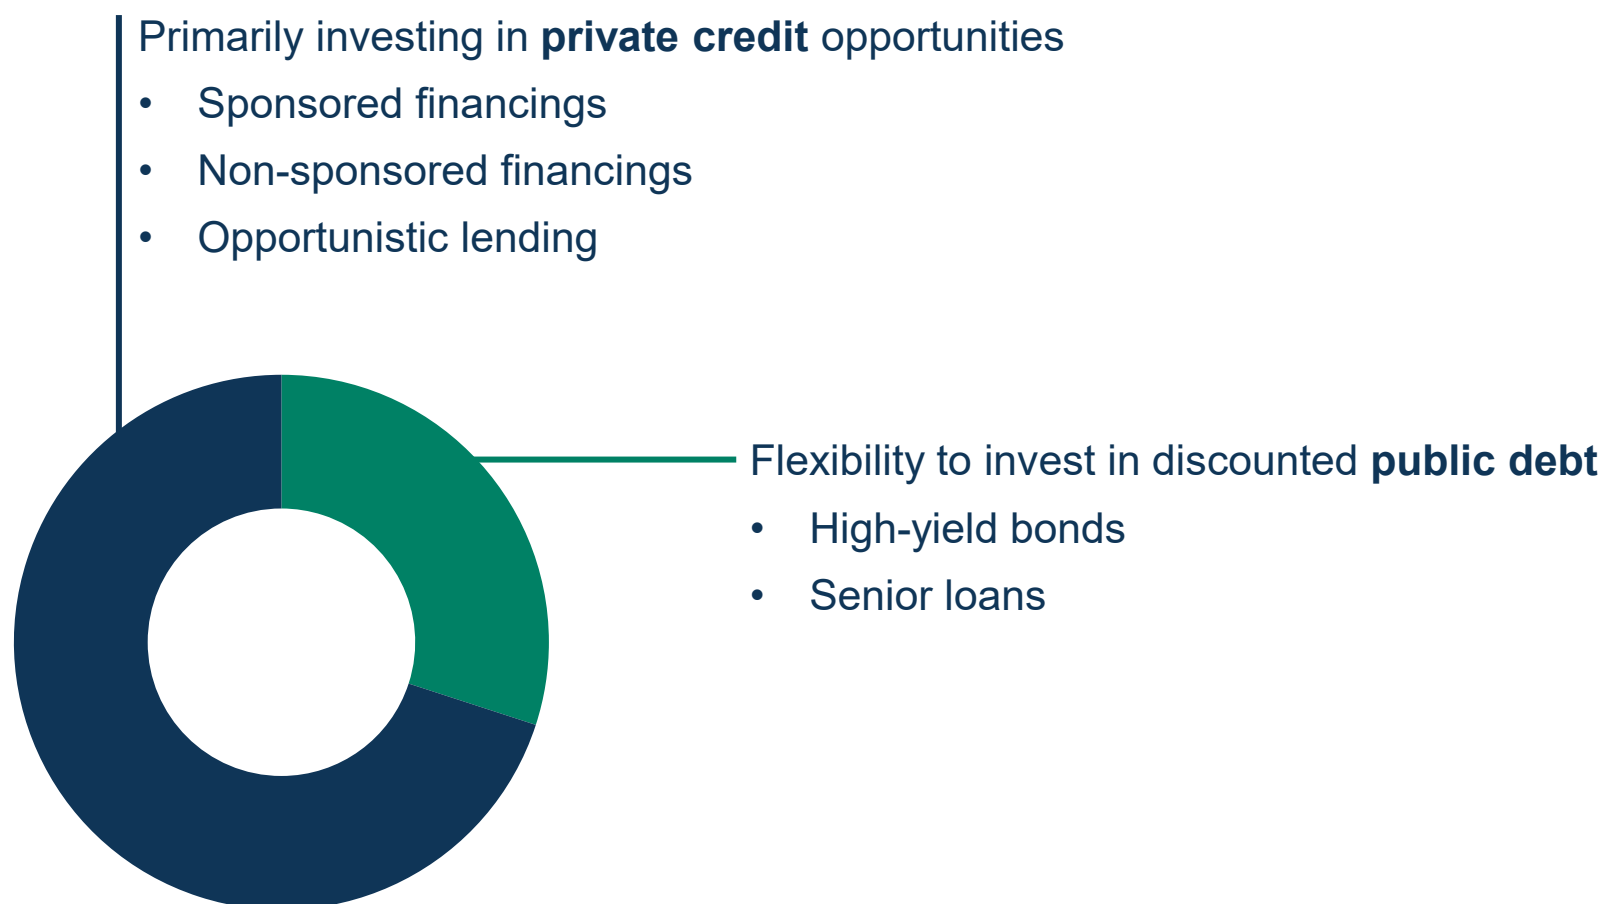 Primarily investing in private credit opportunities
• Sponsored financings
• Non-sponsored financings
• Opportunistic lending
Flexibility to invest in discounted public debt
• High-yield bonds
• Senior loans